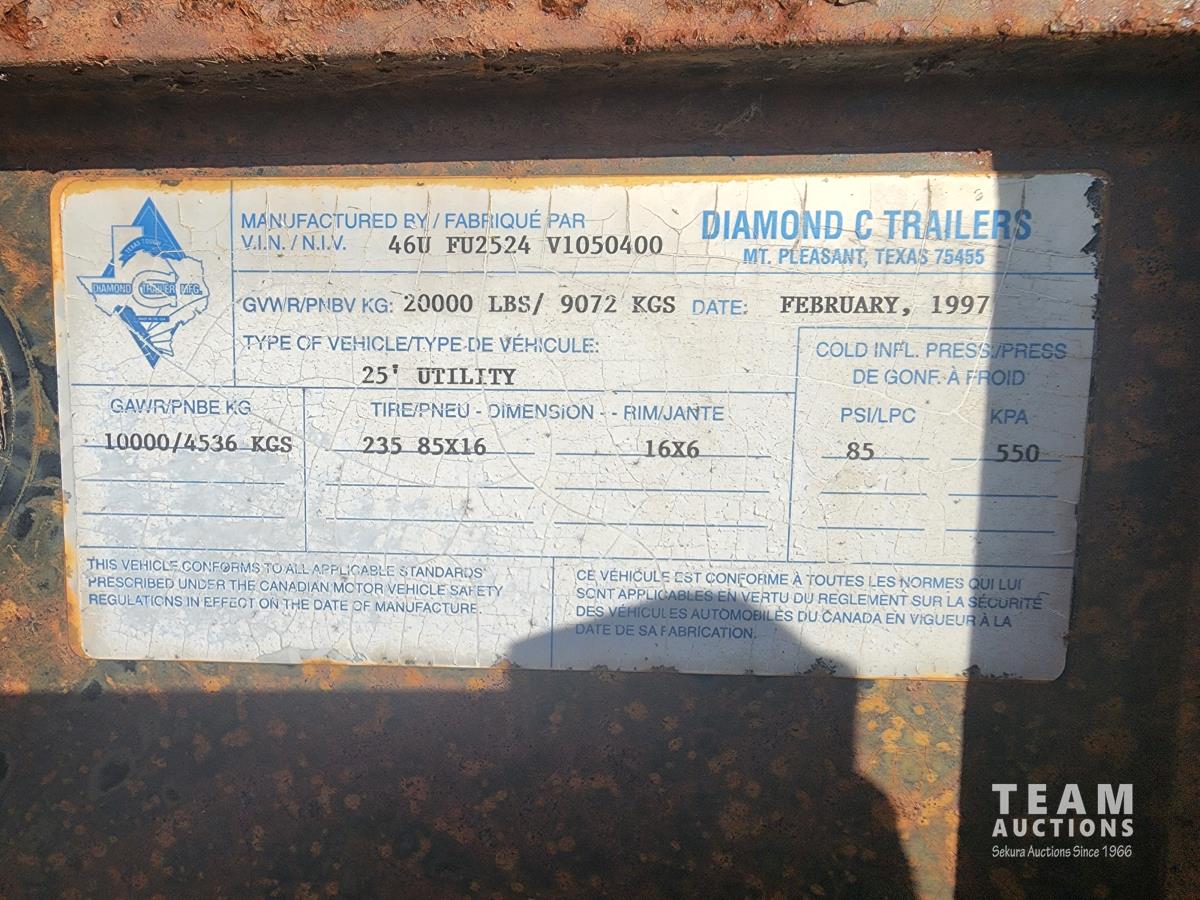 TEXAS TOUGH
DIAMOND C TRAILER MFG.
MANUFACTURED BY / FABRIQUÉ PAR
DIAMOND C TRAILERS
V.I.N. / N.I.V. 46U FU2524 V1050400
MT. PLEASANT, TEXAS 75455
GVWR/PNBV KG: 20000 LBS/ 9072 KGS DATE: FEBRUARY, 1997
TYPE OF VEHICLE/TYPE DE VÉHICULE:
25' UTILITY
COLD INFL. PRESS./PRESS
DE GONF. À FROID
GAWR/PNBE KG TIRE/PNEU - DIMENSION - RIM/JANTE PSI/LPC KPA
10000/4536 KGS 235 85X16 16X6 85 550
THIS VEHICLE CONFORMS TO ALL APPLICABLE STANDARDS
PRESCRIBED UNDER THE CANADIAN MOTOR VEHICLE SAFETY
REGULATIONS IN EFFECT ON THE DATE OF MANUFACTURE.
CE VÉHICULE EST CONFORME À TOUTES LES NORMES QUI LUI
SONT APPLICABLES EN VERTU DU REGLEMENT SUR LA SÉCURITÉ
DES VÉHICULES AUTOMOBILES DU CANADA EN VIGUEUR À LA
DATE DE SA FABRICATION.
TEAM
AUCTIONS
Sekura Auctions Since 1966